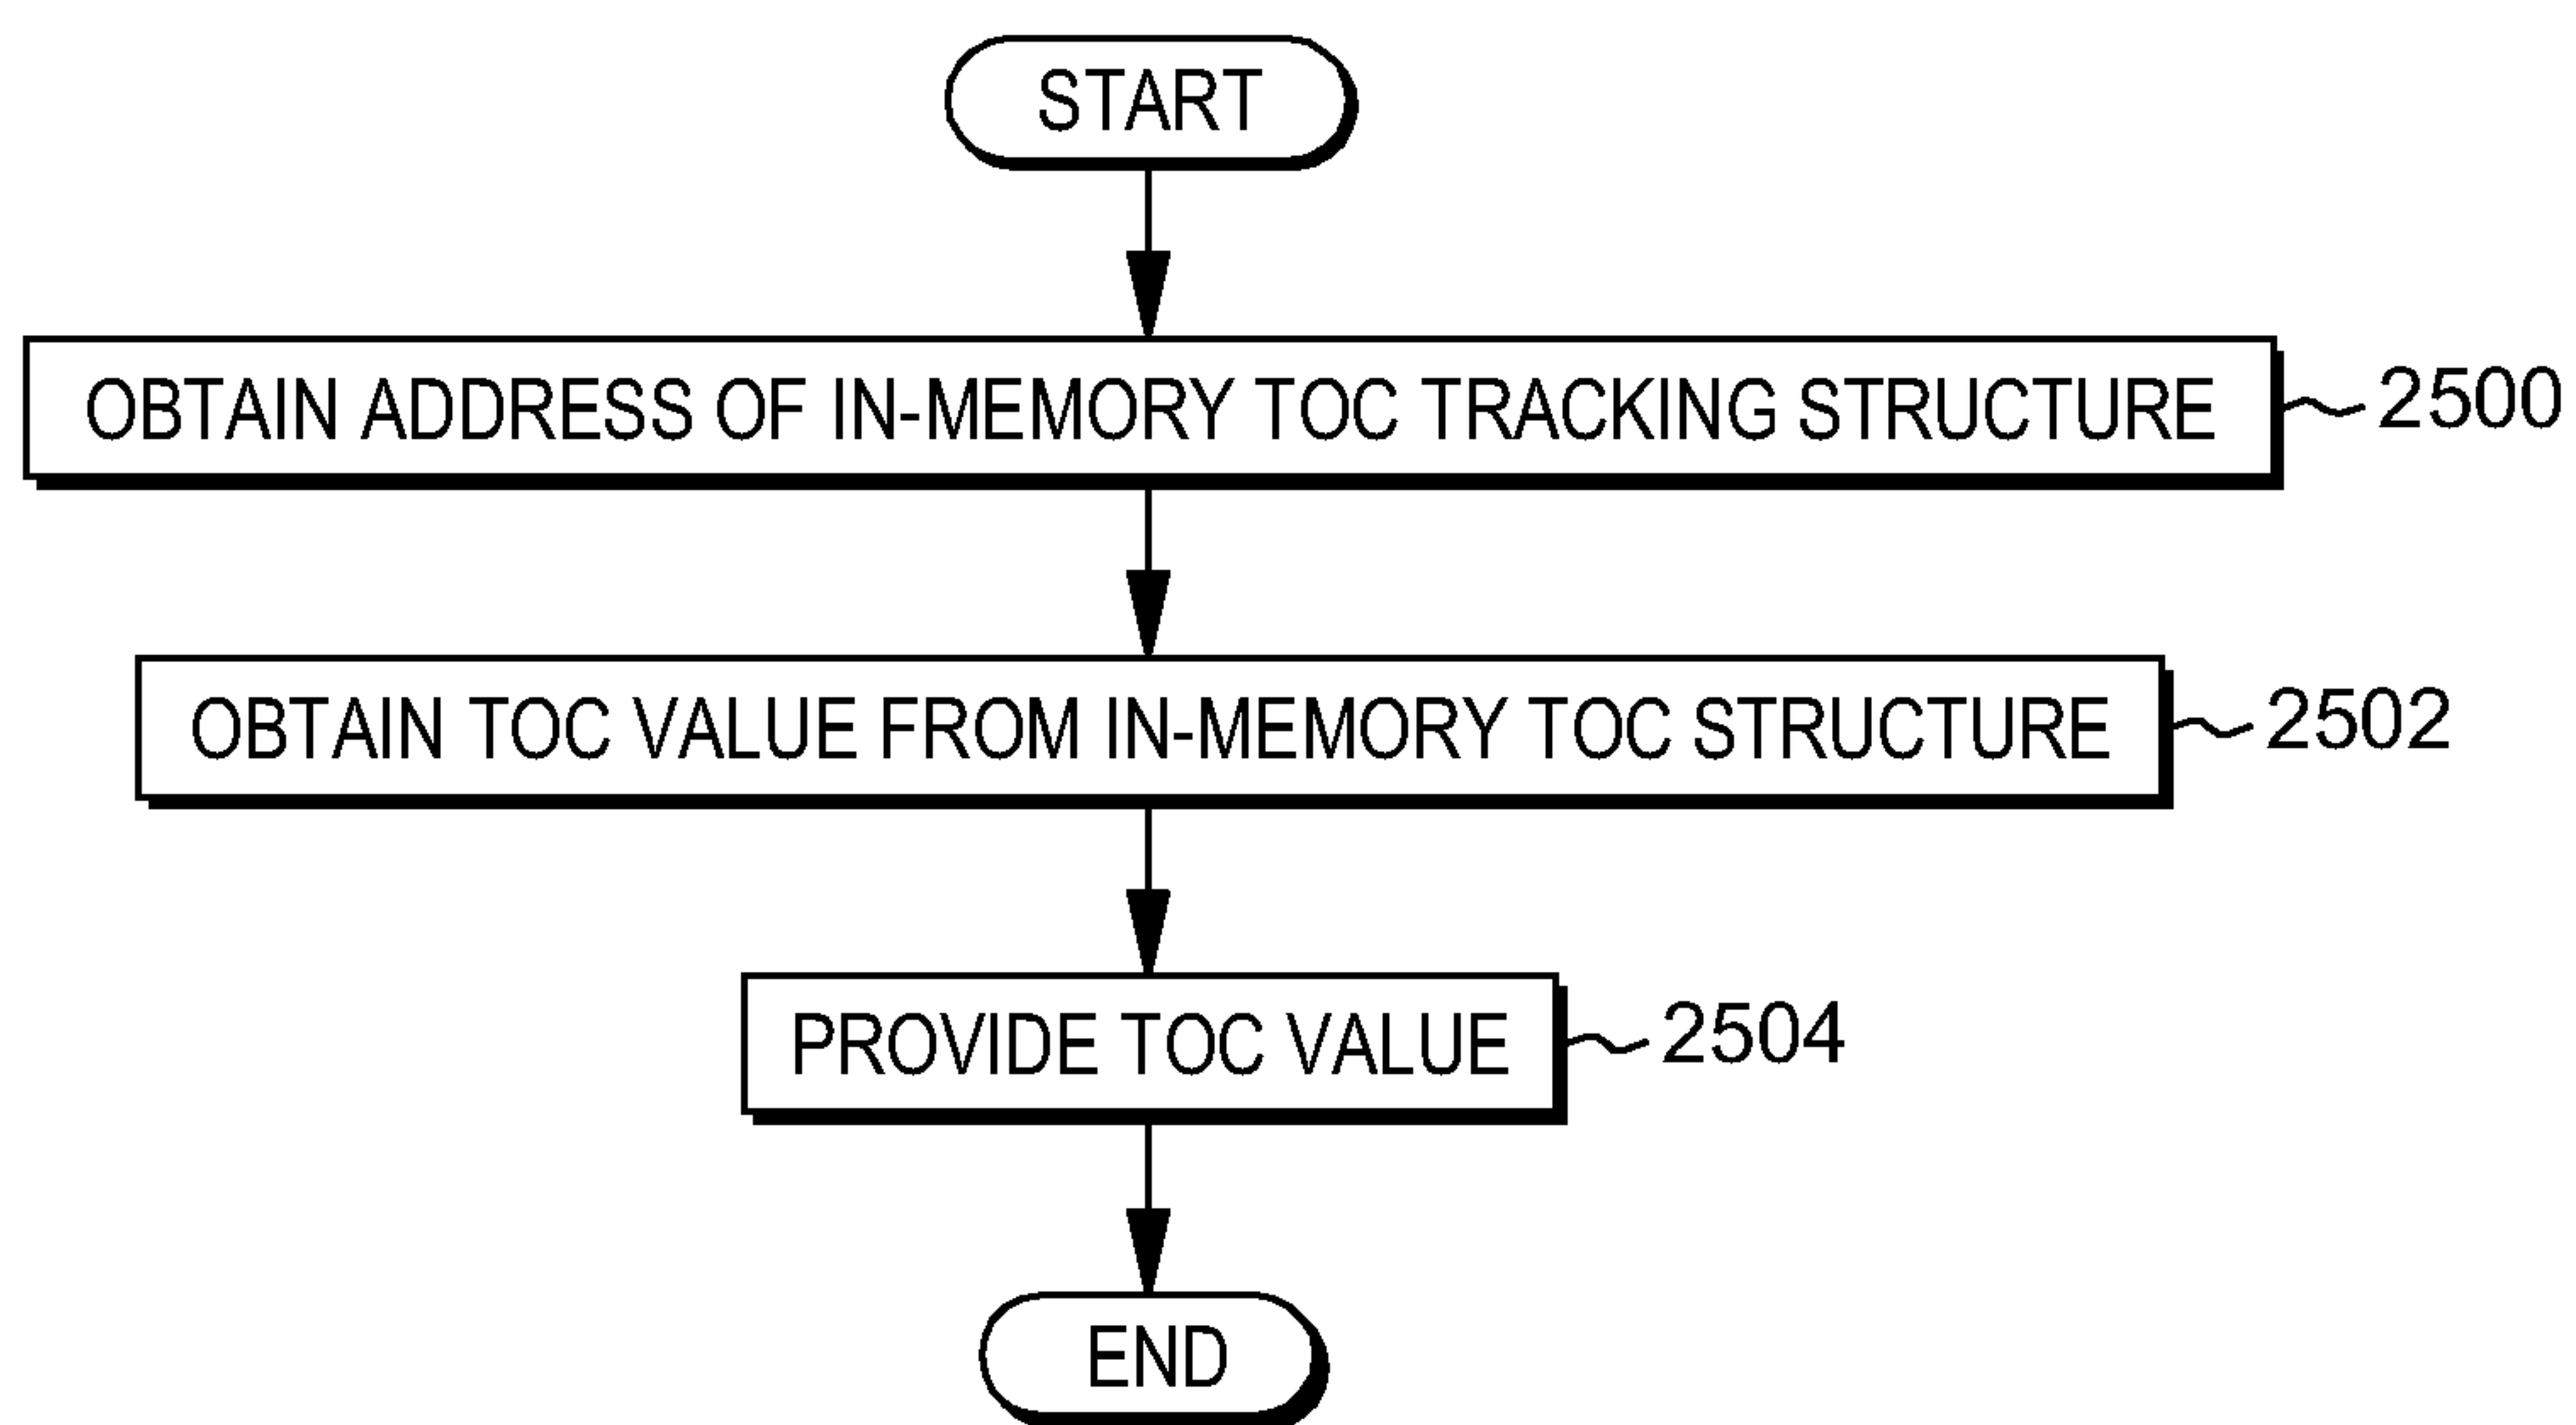 START
OBTAIN ADDRESS OF IN-MEMORY TOC TRACKING STRUCTURE 2500
OBTAIN TOC VALUE FROM IN-MEMORY TOC STRUCTURE 2502
PROVIDE TOC VALUE 2504
END